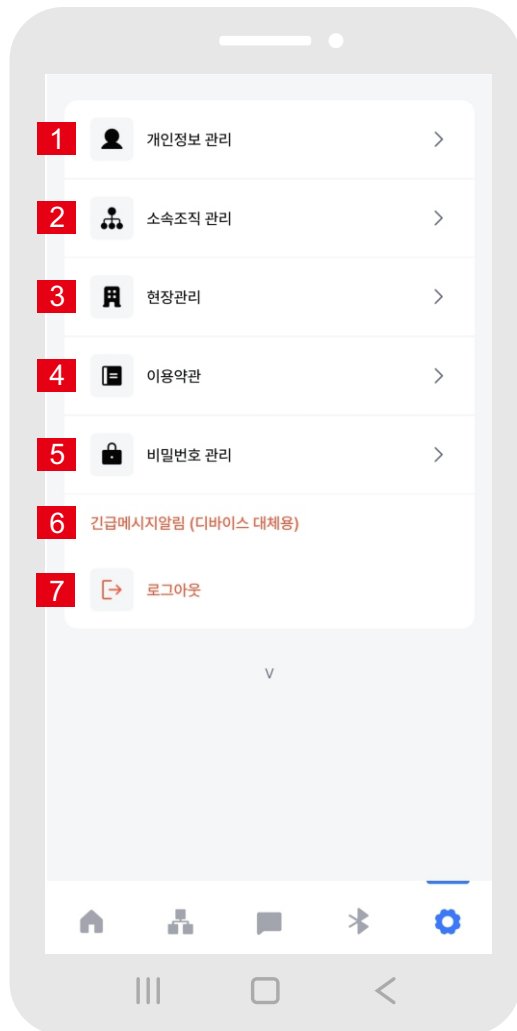 1 개인정보 관리
2 소속조직 관리
3 현장관리
4 이용약관
5 비밀번호 관리
6 긴급메시지알림 (디바이스 대체용)
7 로그아웃
v